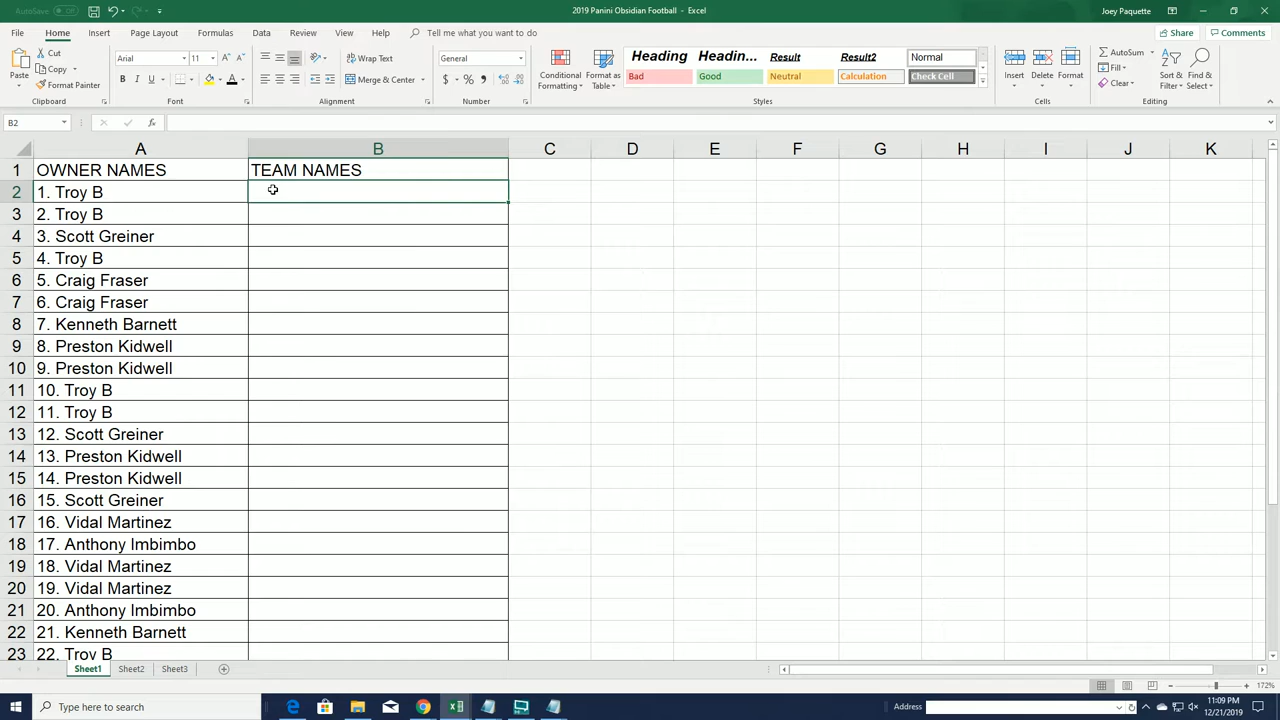 AutoSave Off
2019 Panini Obsidian Football - Excel
Joey Paquette
File Home Insert Page Layout Formulas Data Review View Help Tell me what you want to do
Share Comments
Paste Cut Copy Format Painter
Clipboard
Arial 11
B I U
Font
Wrap Text
Merge & Center
Alignment
General
$ % ,
Number
Conditional Formatting Format as Table
Heading Headin... Result Result2 Normal
Bad Good Neutral Calculation Check Cell
Styles
Insert Delete Format
Cells
AutoSum Fill Clear
Sort & Filter Find & Select
Editing
B2 fx
A B C D E F G H I J K
1 OWNER NAMES TEAM NAMES
2 1. Troy B
3 2. Troy B
4 3. Scott Greiner
5 4. Troy B
6 5. Craig Fraser
7 6. Craig Fraser
8 7. Kenneth Barnett
9 8. Preston Kidwell
10 9. Preston Kidwell
11 10. Troy B
12 11. Troy B
13 12. Scott Greiner
14 13. Preston Kidwell
15 14. Preston Kidwell
16 15. Scott Greiner
17 16. Vidal Martinez
18 17. Anthony Imbimbo
19 18. Vidal Martinez
20 19. Vidal Martinez
21 20. Anthony Imbimbo
22 21. Kenneth Barnett
23 22. Troy B
Sheet1 Sheet2 Sheet3
172%
Type here to search
Address
11:09 PM
12/21/2019